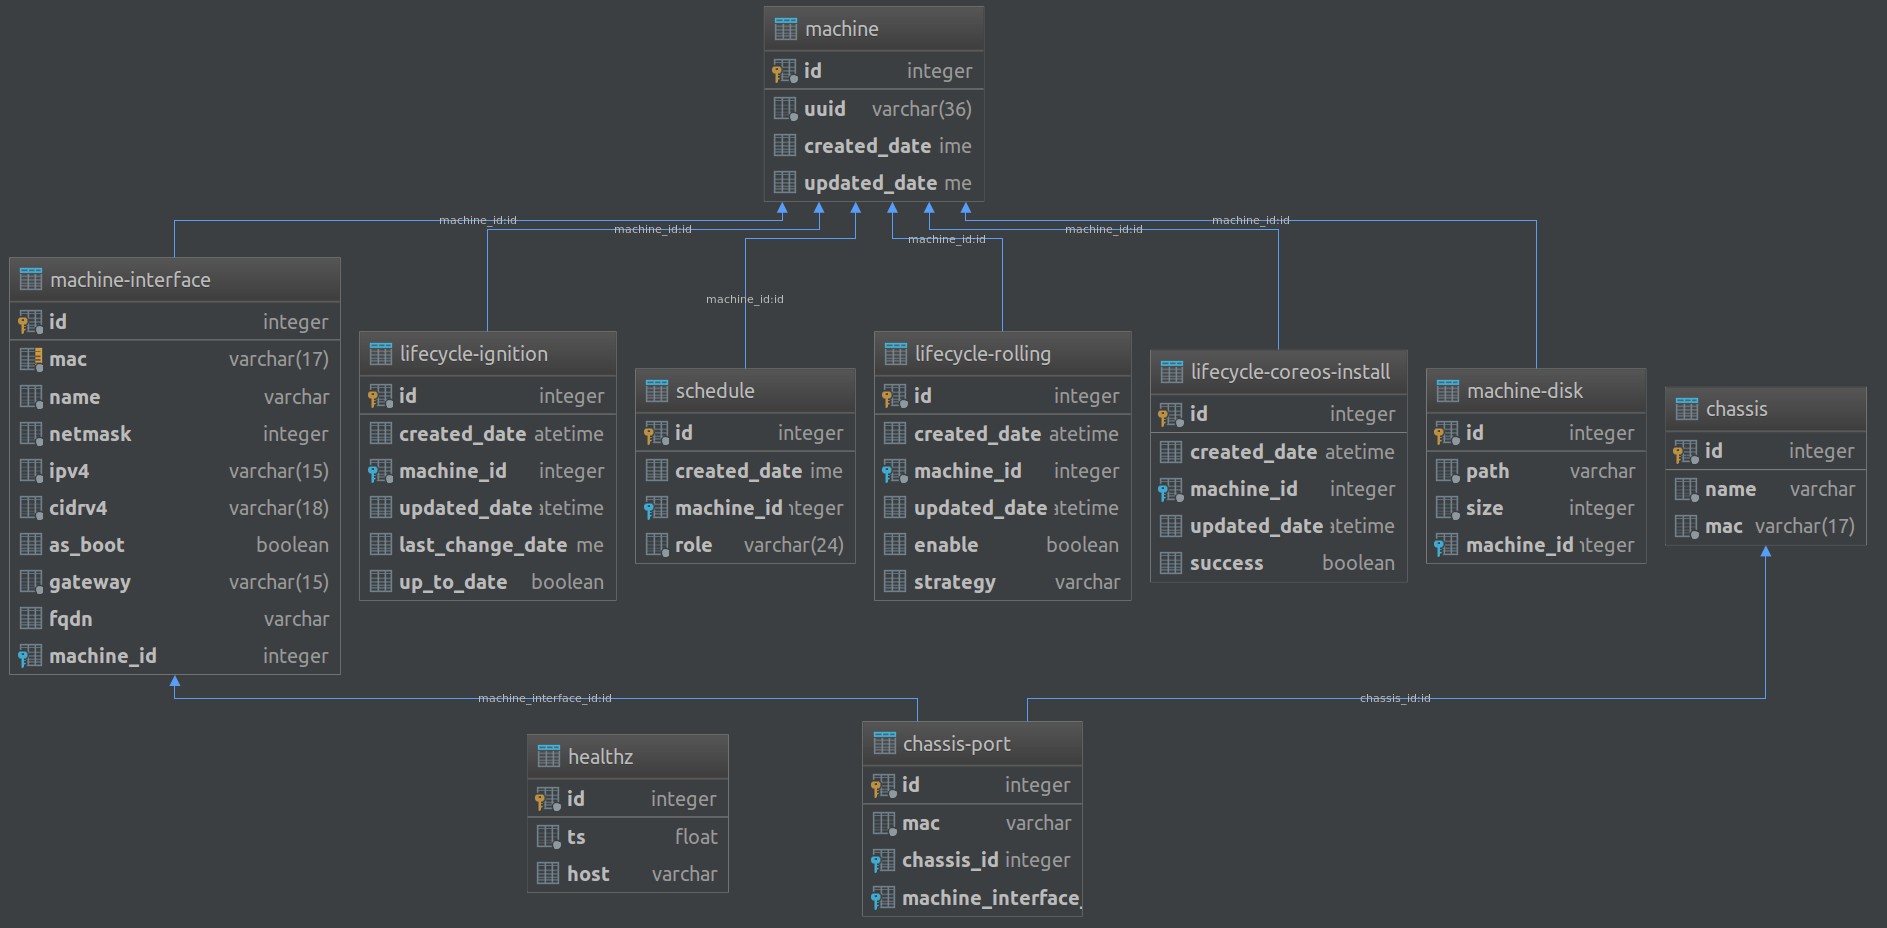 machine
id integer
uuid varchar(36)
created_date ime
updated_date me
machine_id:id
machine_id:id
machine_id:id
machine_id:id
machine_id:id
machine_id:id
machine-interface
id integer
mac varchar(17)
name varchar
netmask integer
ipv4 varchar(15)
cidrv4 varchar(18)
as_boot boolean
gateway varchar(15)
fqdn varchar
machine_id integer
lifecycle-ignition
id integer
created_date atetime
machine_id integer
updated_date atetime
last_change_date me
up_to_date boolean
schedule
id integer
created_date ime
machine_id nteger
role varchar(24)
lifecycle-rolling
id integer
created_date atetime
machine_id integer
updated_date atetime
enable boolean
strategy varchar
lifecycle-coreos-install
id integer
created_date atetime
machine_id integer
updated_date atetime
success boolean
machine-disk
id integer
path varchar
size integer
machine_id nteger
chassis
id integer
name varchar
mac varchar(17)
machine_interface_id:id
chassis_id:id
healthz
id integer
ts float
host varchar
chassis-port
id integer
mac varchar
chassis_id integer
machine_interface_